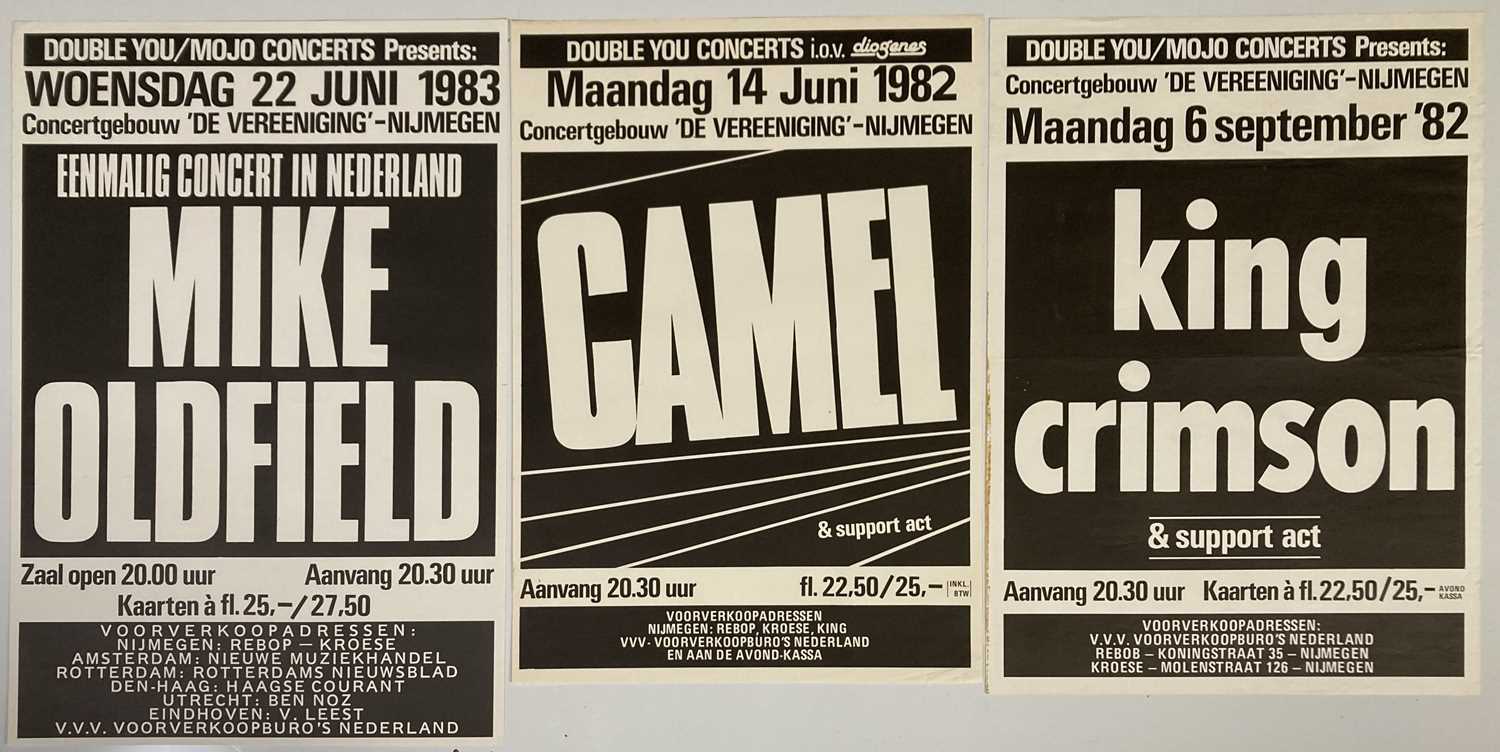 DOUBLE YOU/MOJO CONCERTS Presents:
WOENSDAG 22 JUNI 1983
Concertgebouw 'DE VEREENIGING'-NIJMEGEN
EENMALIG CONCERT IN NEDERLAND
MIKE
OLDFIELD
Zaal open 20.00 uur Aanvang 20.30 uur
Kaarten à fl. 25,-/27,50
VOORVERKOOPADRESSEN:
NIJMEGEN: REBOP – KROESE
AMSTERDAM: NIEUWE MUZIEKHANDEL
ROTTERDAM: ROTTERDAMS NIEUWSBLAD
DEN-HAAG: HAAGSE COURANT
UTRECHT: BEN NOZ
EINDHOVEN: V. LEEST
V.V.V. VOORVERKOOPBURO'S NEDERLAND
DOUBLE YOU CONCERTS i.o.v. diogenes
Maandag 14 Juni 1982
Concertgebouw 'DE VEREENIGING'-NIJMEGEN
CAMEL
& support act
Aanvang 20.30 uur fl. 22,50/25,– INKL. BTW
VOORVERKOOPADRESSEN
NIJMEGEN: REBOP, KROESE, KING
VVV- VOORVERKOOPBURO'S NEDERLAND
EN AAN DE AVOND-KASSA
DOUBLE YOU/MOJO CONCERTS Presents:
Concertgebouw 'DE VEREENIGING'-NIJMEGEN
Maandag 6 september '82
king
crimson
& support act
Aanvang 20.30 uur Kaarten à fl. 22,50/25,– AVOND KASSA
VOORVERKOOPADRESSEN:
V.V.V. VOORVERKOOPBURO'S NEDERLAND
REBOB – KONINGSTRAAT 35 – NIJMEGEN
KROESE – MOLENSTRAAT 126 – NIJMEGEN